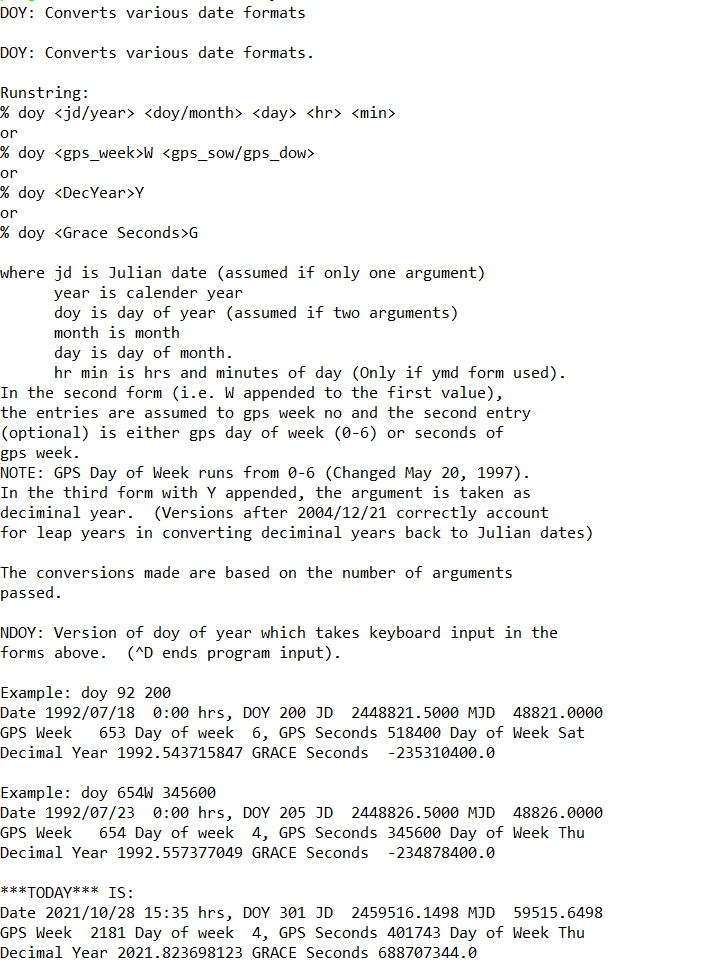 DOY: Converts various date formats
DOY: Converts various date formats.
Runstring:
% doy <jd/year> <doy/month> <day> <hr> <min>
or
% doy <gps_week>W <gps_sow/gps_dow>
or
% doy <DecYear>Y
or
% doy <Grace Seconds>G
where jd is Julian date (assumed if only one argument)
      year is calender year
      doy is day of year (assumed if two arguments)
      month is month
      day is day of month.
      hr min is hrs and minutes of day (Only if ymd form used).
In the second form (i.e. W appended to the first value),
the entries are assumed to gps week no and the second entry
(optional) is either gps day of week (0-6) or seconds of
gps week.
NOTE: GPS Day of Week runs from 0-6 (Changed May 20, 1997).
In the third form with Y appended, the argument is taken as
deciminal year.  (Versions after 2004/12/21 correctly account
for leap years in converting deciminal years back to Julian dates)
The conversions made are based on the number of arguments
passed.
NDOY: Version of doy of year which takes keyboard input in the
forms above.  (^D ends program input).
Example: doy 92 200
Date 1992/07/18  0:00 hrs, DOY 200 JD  2448821.5000 MJD  48821.0000
GPS Week   653 Day of week  6, GPS Seconds 518400 Day of Week Sat
Decimal Year 1992.543715847 GRACE Seconds  -235310400.0
Example: doy 654W 345600
Date 1992/07/23  0:00 hrs, DOY 205 JD  2448826.5000 MJD  48826.0000
GPS Week   654 Day of week  4, GPS Seconds 345600 Day of Week Thu
Decimal Year 1992.557377049 GRACE Seconds  -234878400.0
***TODAY*** IS:
Date 2021/10/28 15:35 hrs, DOY 301 JD  2459516.1498 MJD  59515.6498
GPS Week  2181 Day of week  4, GPS Seconds 401743 Day of Week Thu
Decimal Year 2021.823698123 GRACE Seconds 688707344.0